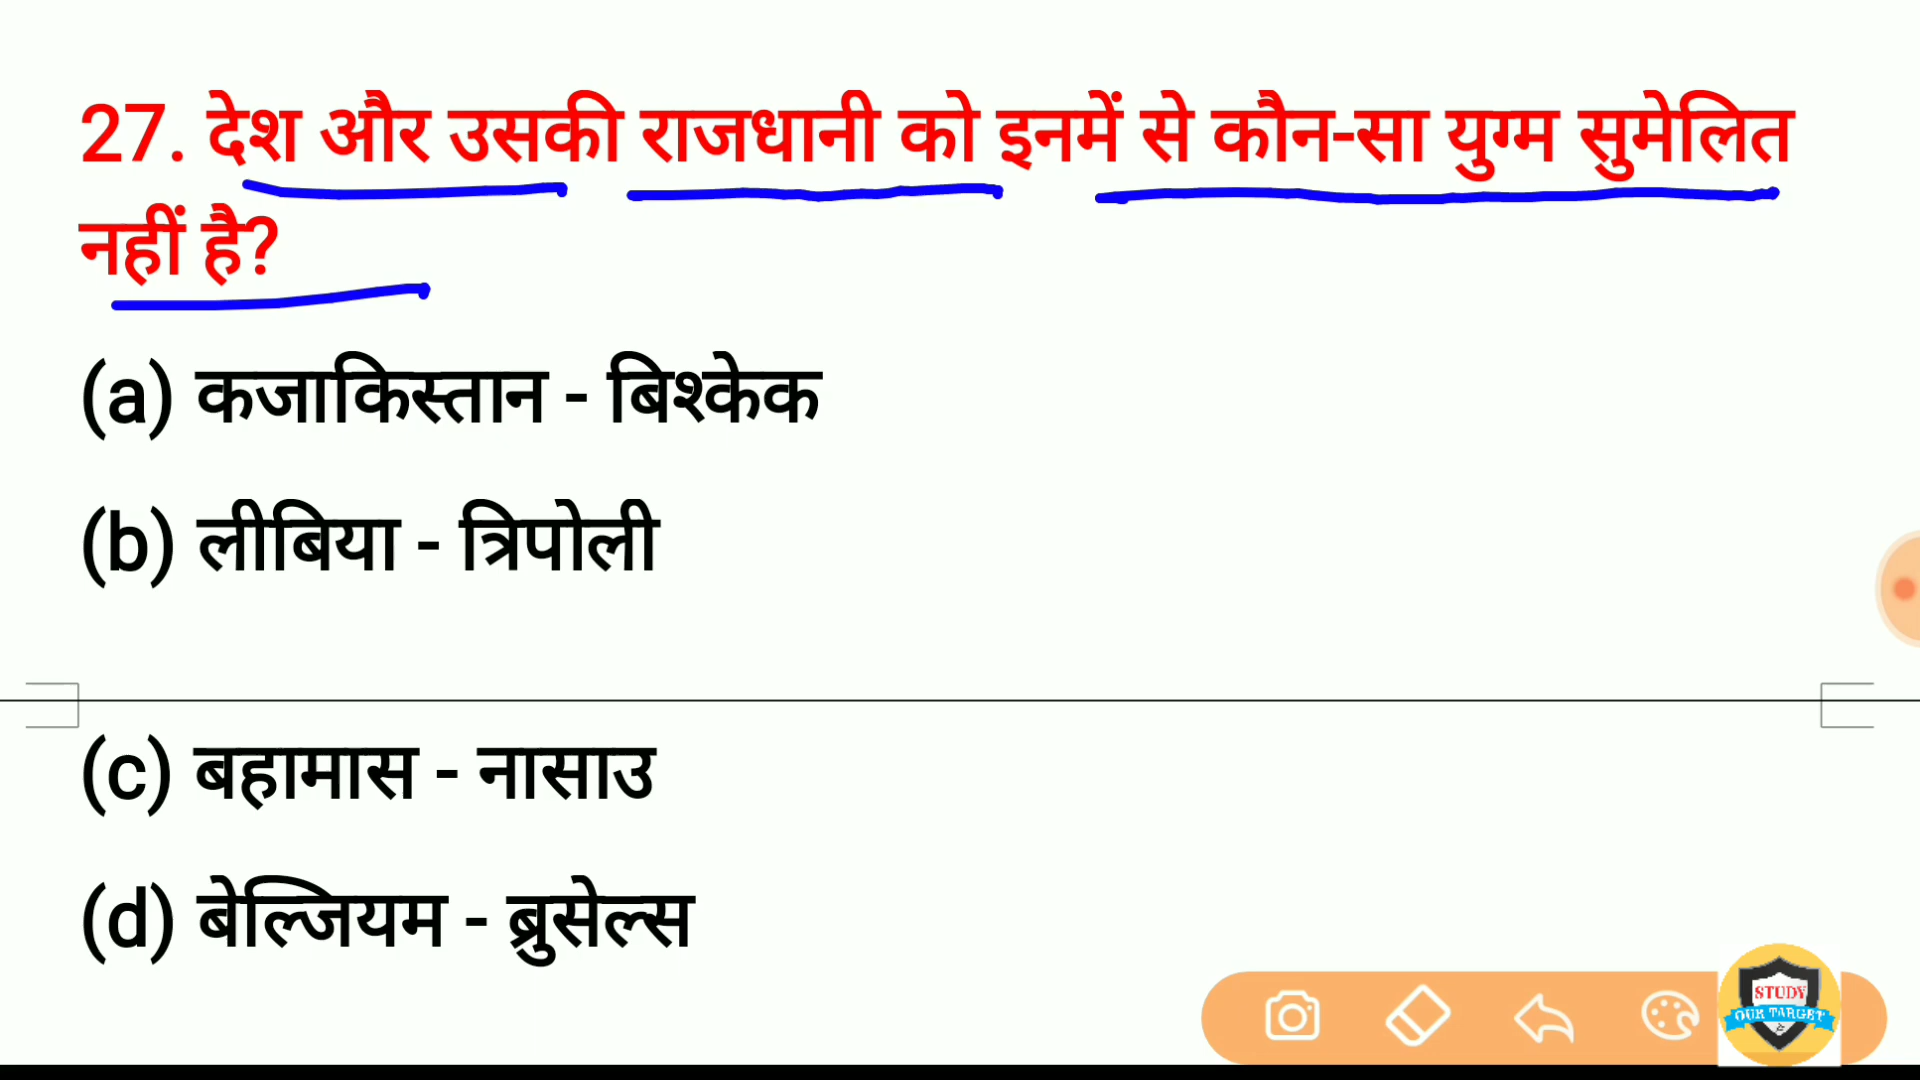 27. देश और उसकी राजधानी को इनमें से कौन-सा युग्म सुमेलित
नहीं है?
(a) कजाकिस्तान - बिश्केक
(b) लीबिया - त्रिपोली
(c) बहामास - नासाउ
(d) बेल्जियम - ब्रुसेल्स
STUDY
OUR TARGET